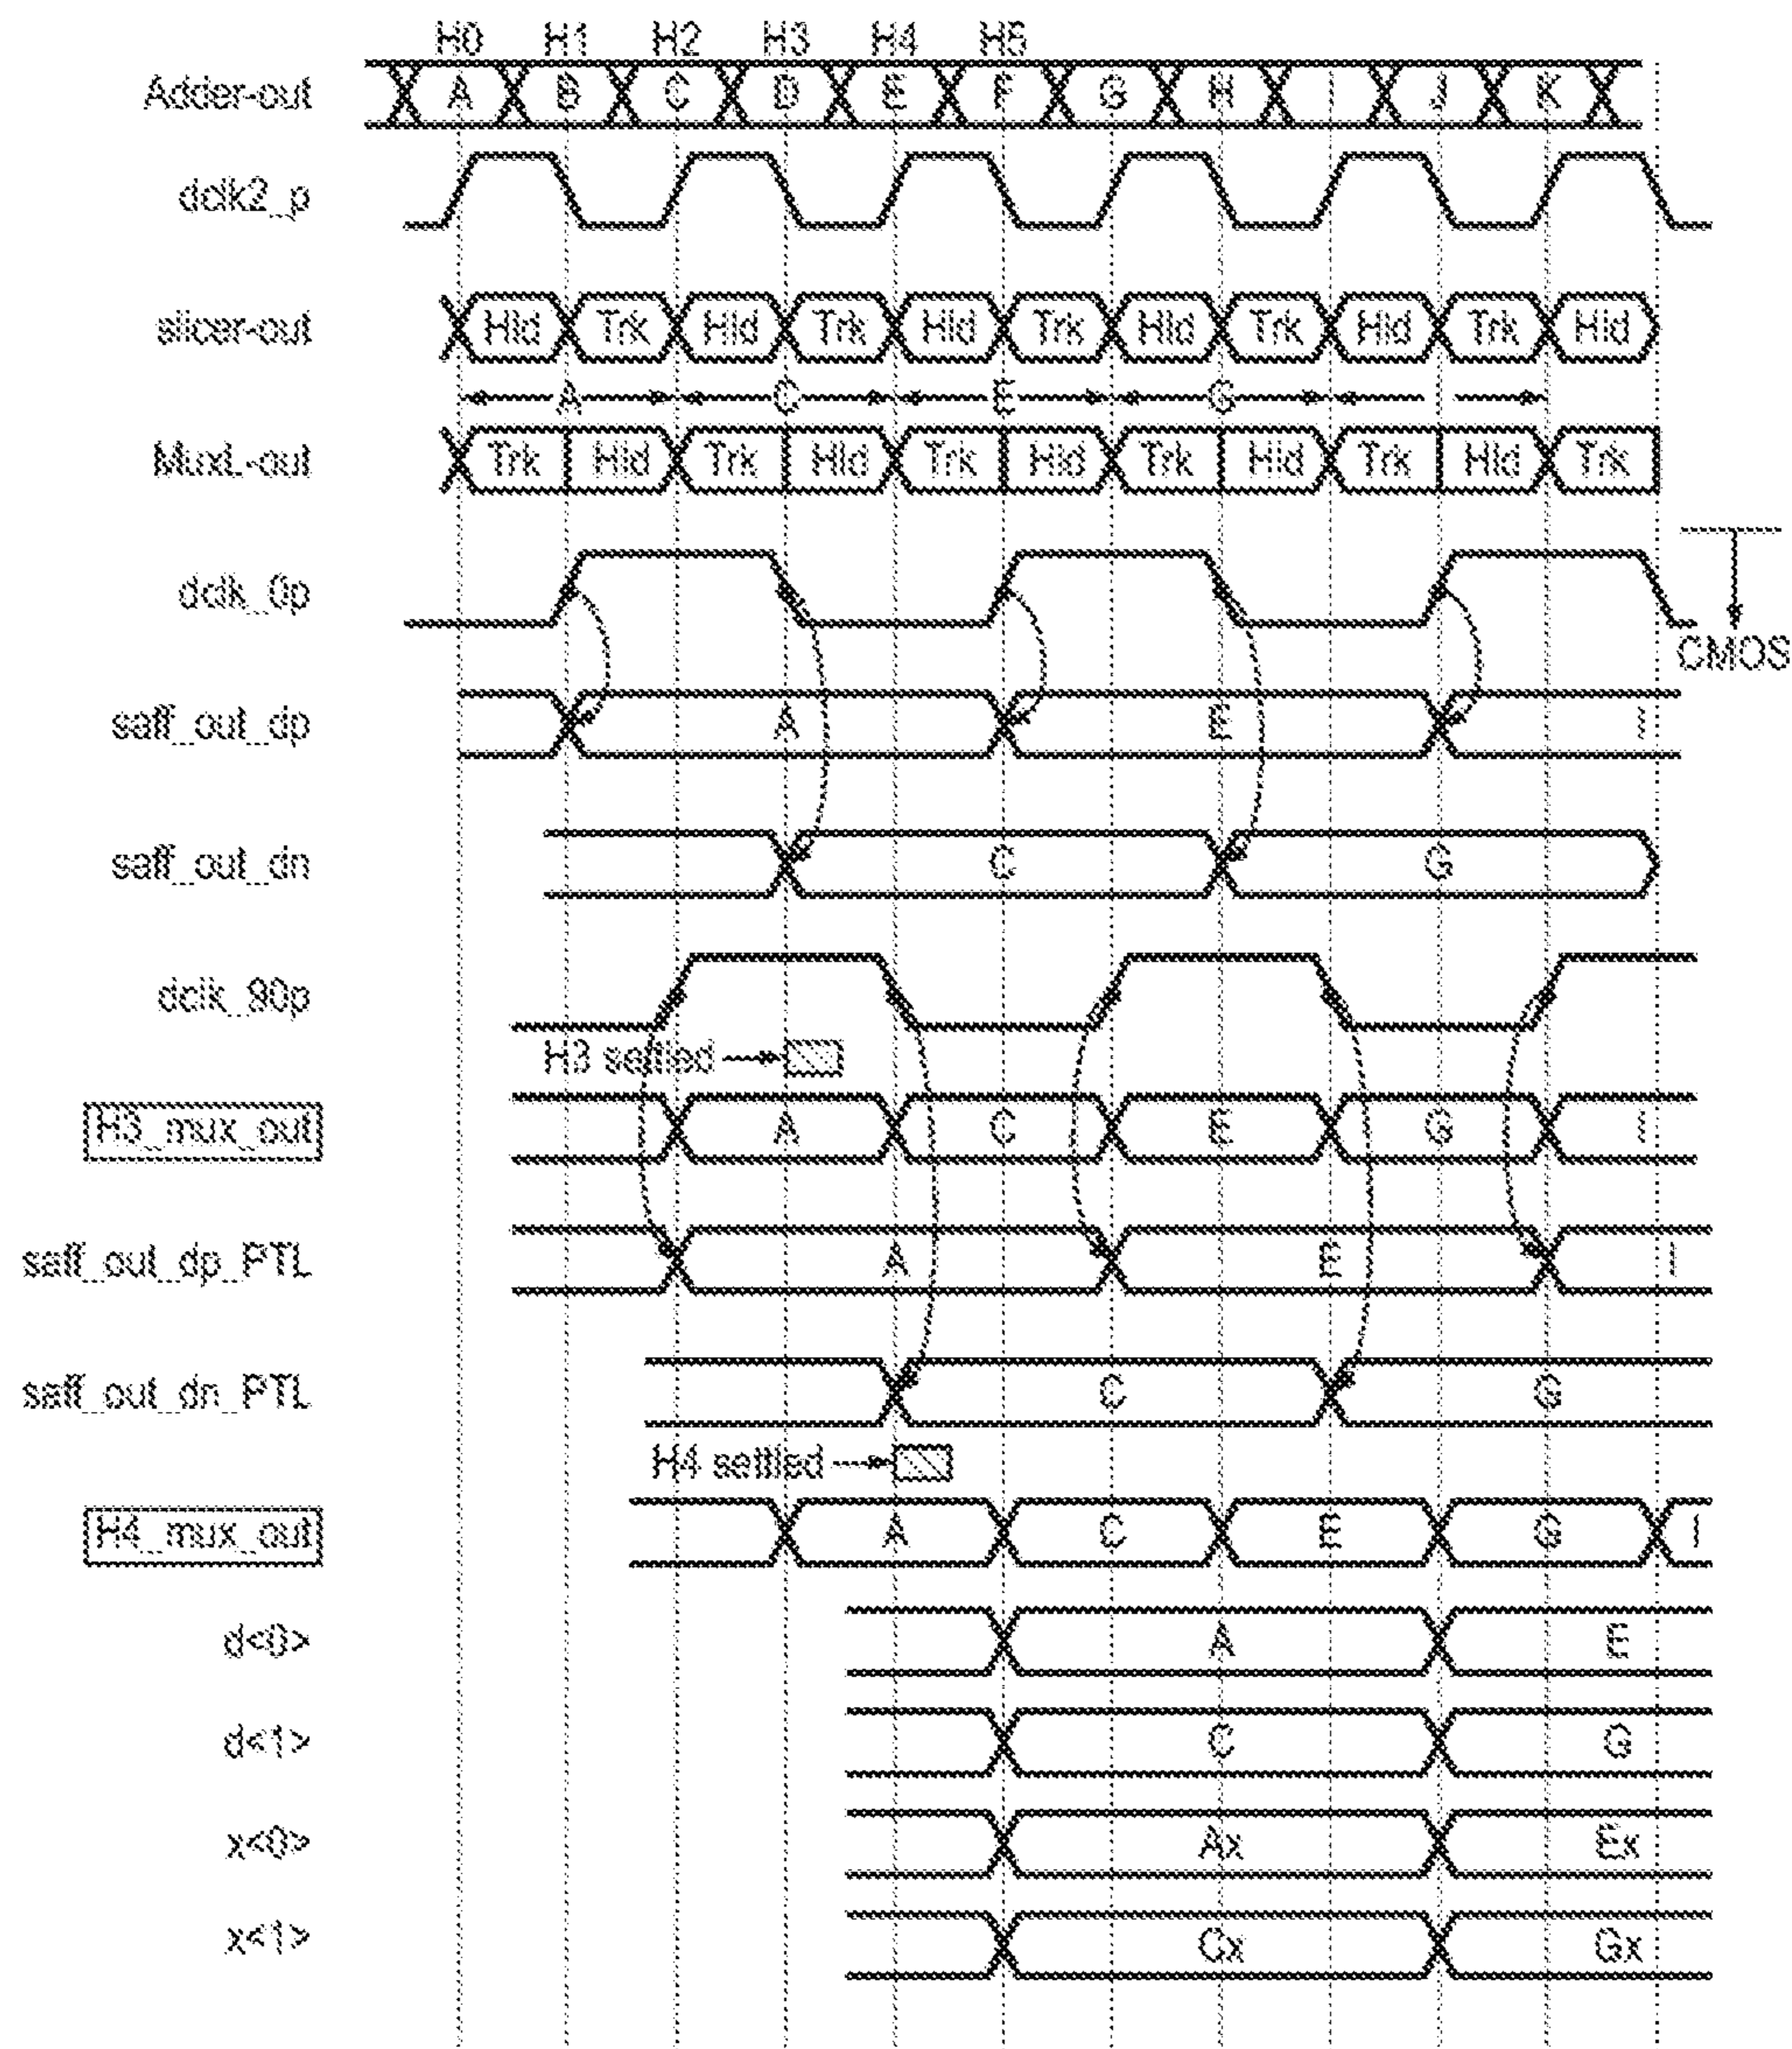 H0 H1 H2 H3 H4 H5
Adder-out A B C D E F G H I J K
dclk2_p
slicer-out Hld Trk Hld Trk Hld Trk Hld Trk Hld Trk Hld
A C E G I
MuxL-out Trk Hld Trk Hld Trk Hld Trk Hld Trk Hld Trk
dclk_0p
CMOS
saff_out_dp A E I
saff_out_dn C G
dclk_90p
H3 settled
H3_mux_out A C E G I
saff_out_dp_PTL A E I
saff_out_dn_PTL C G
H4 settled
H4_mux_out A C E G I
d<0> A E
d<1> C G
x<0> Ax Ex
x<1> Cx Gx